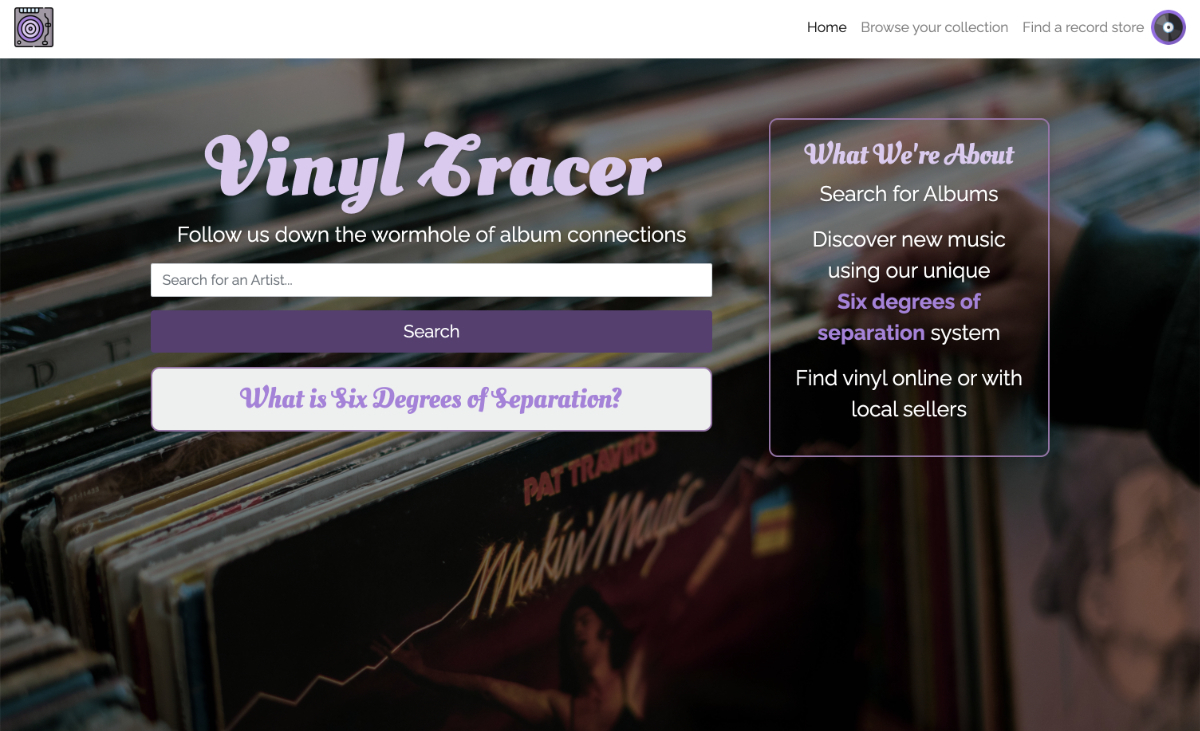 Home Browse your collection Find a record store
Vinyl Tracer
Follow us down the wormhole of album connections
Search for an Artist...
Search
What is Six Degrees of Separation?
What We're About
Search for Albums
Discover new music
using our unique
Six degrees of
separation system
Find vinyl online or with
local sellers
PAT TRAVERS
Makin' Magic